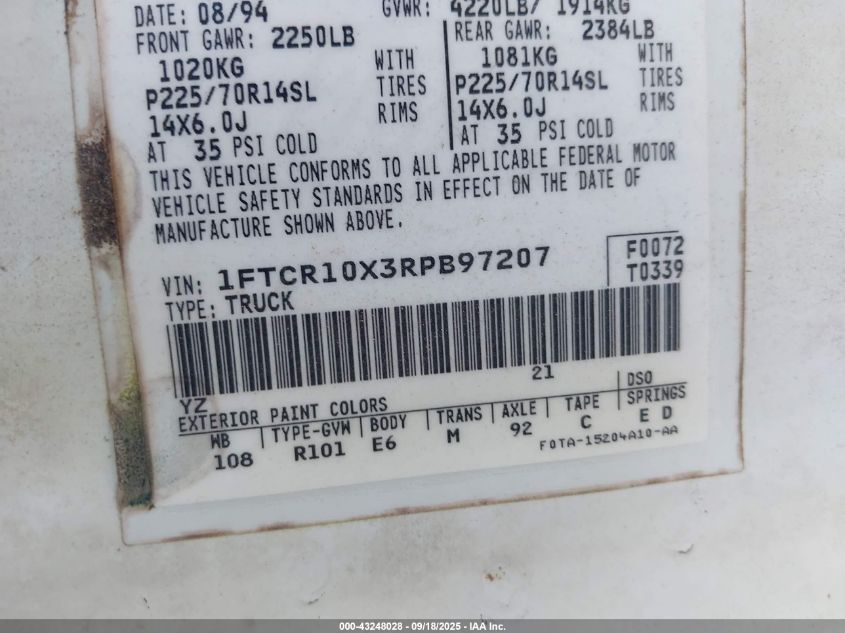 DATE: 08/94 GVWR: 4220LB/ 1914KG
FRONT GAWR: 2250LB REAR GAWR: 2384LB
1020KG WITH 1081KG WITH
P225/70R14SL TIRES P225/70R14SL TIRES
14X6.0J RIMS 14X6.0J RIMS
AT 35 PSI COLD AT 35 PSI COLD
THIS VEHICLE CONFORMS TO ALL APPLICABLE FEDERAL MOTOR
VEHICLE SAFETY STANDARDS IN EFFECT ON THE DATE OF
MANUFACTURE SHOWN ABOVE.
VIN: 1FTCR10X3RPB97207 F0072
TYPE: TRUCK T0339
21
YZ
EXTERIOR PAINT COLORS DSO
WB TYPE-GVW BODY TRANS AXLE TAPE SPRINGS
108 R101 E6 M 92 C E D
F0TA-15204A10-AA
000-43248028 - 09/18/2025 - IAA Inc.